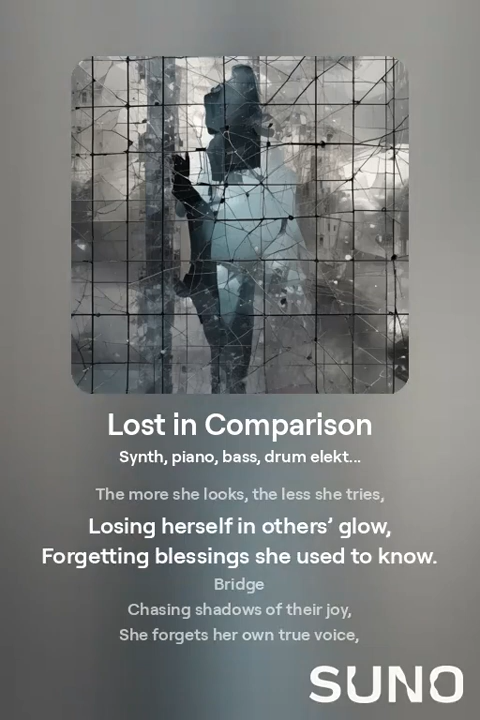 Lost in Comparison
Synth, piano, bass, drum elekt...
The more she looks, the less she tries,
Losing herself in others’ glow,
Forgetting blessings she used to know.
Bridge
Chasing shadows of their joy,
She forgets her own true voice,
SUNO